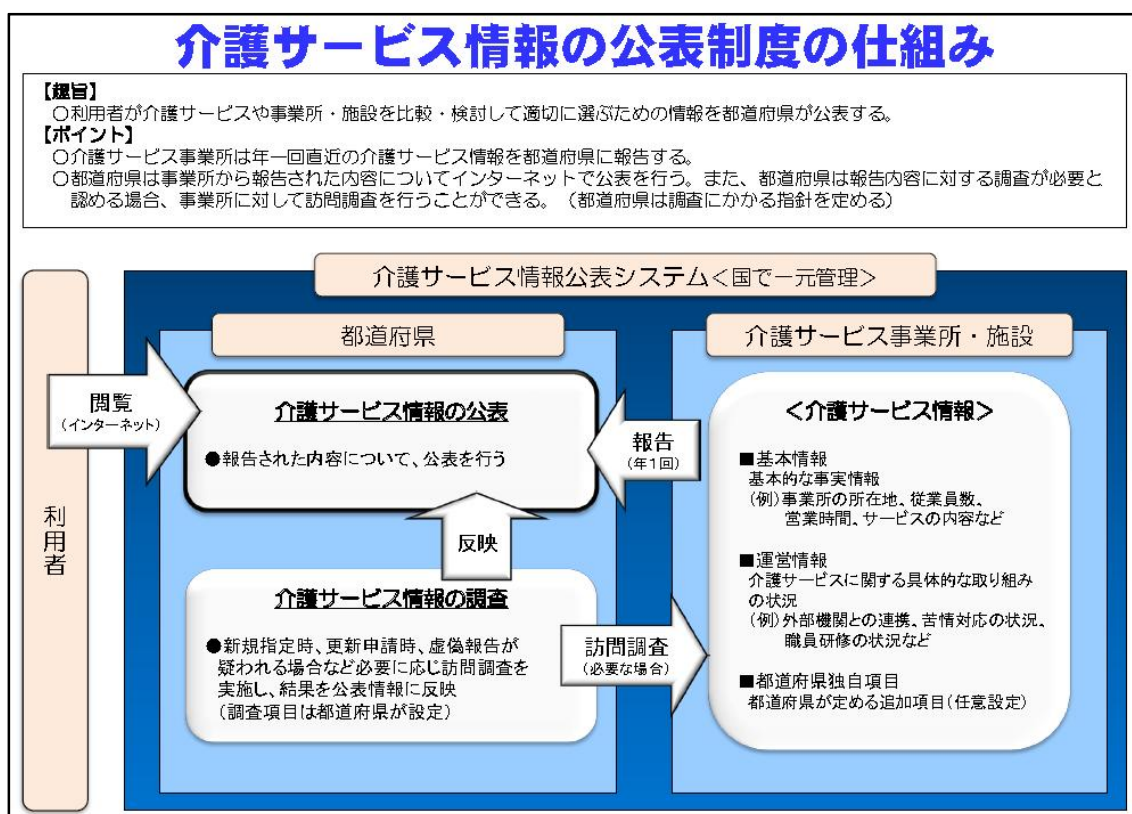 介護サービス情報の公表制度の仕組み
【趣旨】
○利用者が介護サービスや事業所・施設を比較・検討して適切に選ぶための情報を都道府県が公表する。
【ポイント】
○介護サービス事業所は年一回直近の介護サービス情報を都道府県に報告する。
○都道府県は事業所から報告された内容についてインターネットで公表を行う。また、都道府県は報告内容に対する調査が必要と
認める場合、事業所に対して訪問調査を行うことができる。（都道府県は調査にかかる指針を定める）
介護サービス情報公表システム＜国で一元管理＞
利用者
閲覧
（インターネット）
都道府県
介護サービス情報の公表
●報告された内容について、公表を行う
反映
介護サービス情報の調査
●新規指定時、更新申請時、虚偽報告が
疑われる場合など必要に応じ訪問調査を
実施し、結果を公表情報に反映
（調査項目は都道府県が設定）
報告
（年１回）
訪問調査
（必要な場合）
介護サービス事業所・施設
＜介護サービス情報＞
■基本情報
基本的な事実情報
（例）事業所の所在地、従業員数、
営業時間、サービスの内容など
■運営情報
介護サービスに関する具体的な取り組み
の状況
（例）外部機関との連携、苦情対応の状況、
職員研修の状況など
■都道府県独自項目
都道府県が定める追加項目（任意設定）